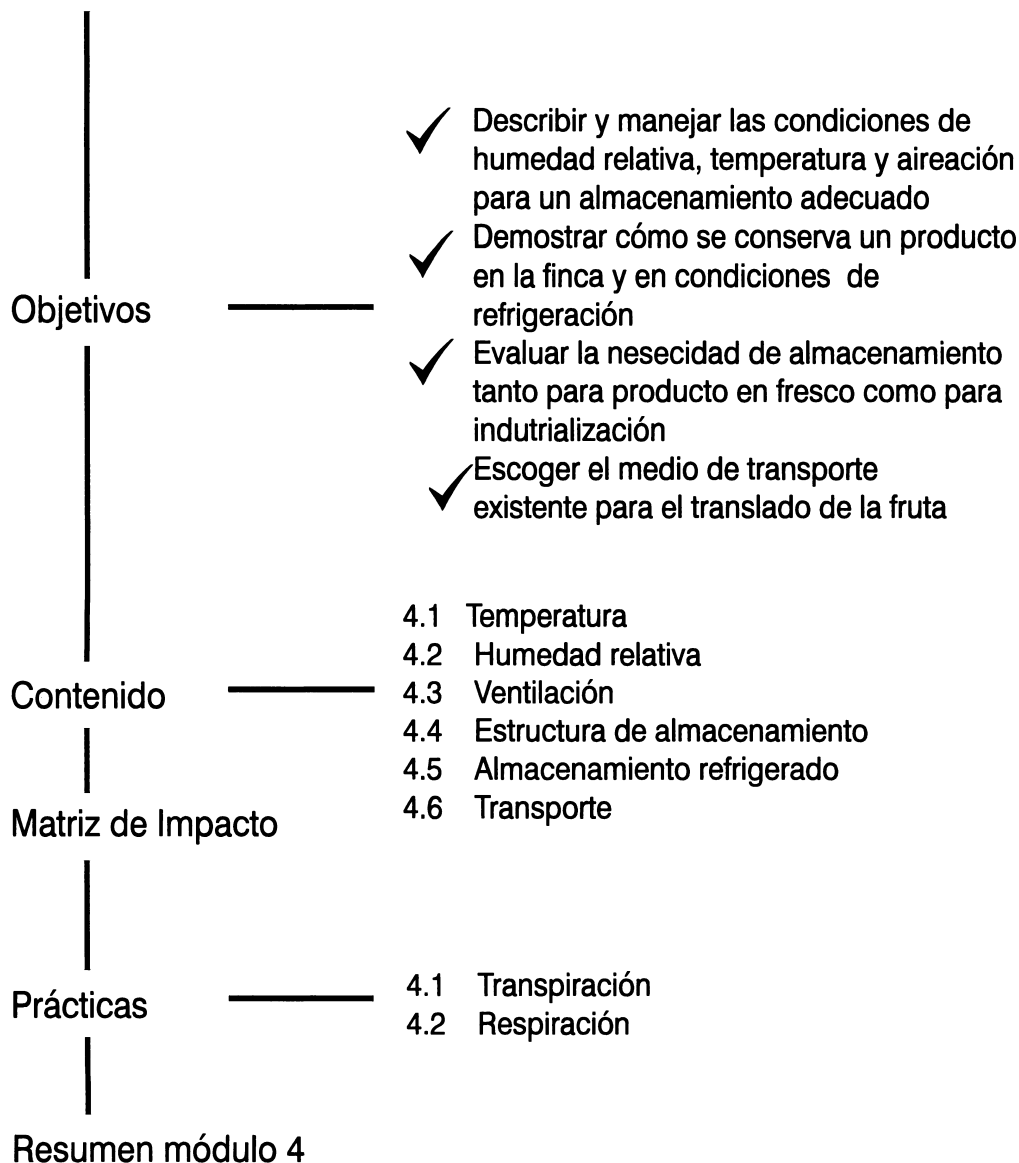 Objetivos
Describir y manejar las condiciones de
humedad relativa, temperatura y aireación
para un almacenamiento adecuado
Demostrar cómo se conserva un producto
en la finca y en condiciones de
refrigeración
Evaluar la nesecidad de almacenamiento
tanto para producto en fresco como para
indutrialización
Escoger el medio de transporte
existente para el translado de la fruta
Contenido
4.1 Temperatura
4.2 Humedad relativa
4.3 Ventilación
4.4 Estructura de almacenamiento
4.5 Almacenamiento refrigerado
4.6 Transporte
Matriz de Impacto
Prácticas
4.1 Transpiración
4.2 Respiración
Resumen módulo 4